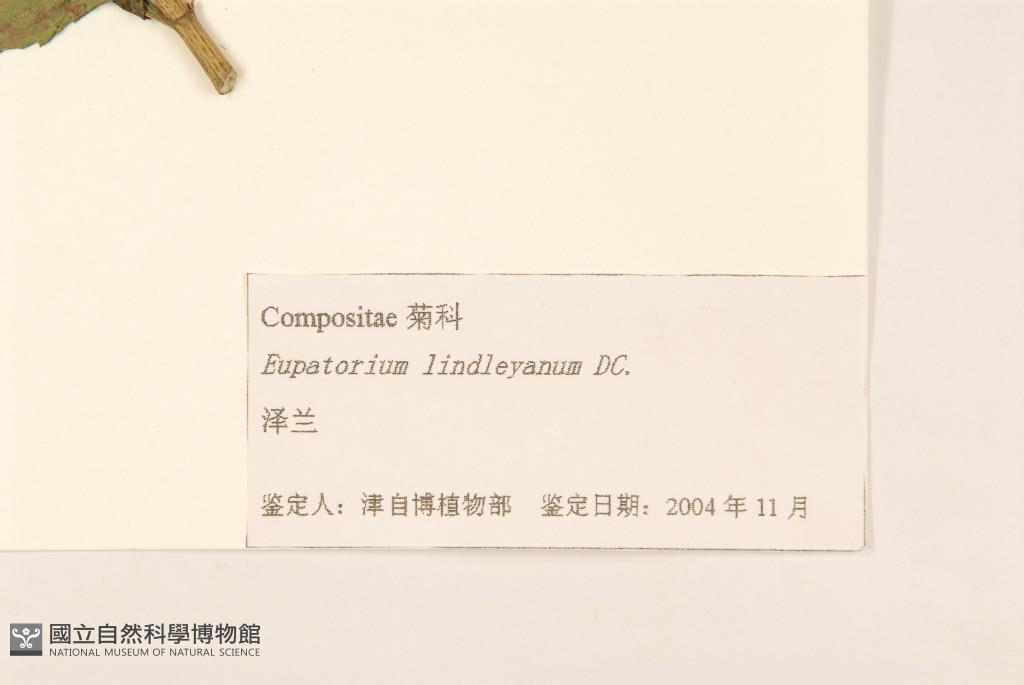 Compositae 菊科
Eupatorium lindleyanum DC.
泽兰
鉴定人：津自博植物部 鉴定日期：2004 年 11 月
國立自然科學博物館
NATIONAL MUSEUM OF NATURAL SCIENCE